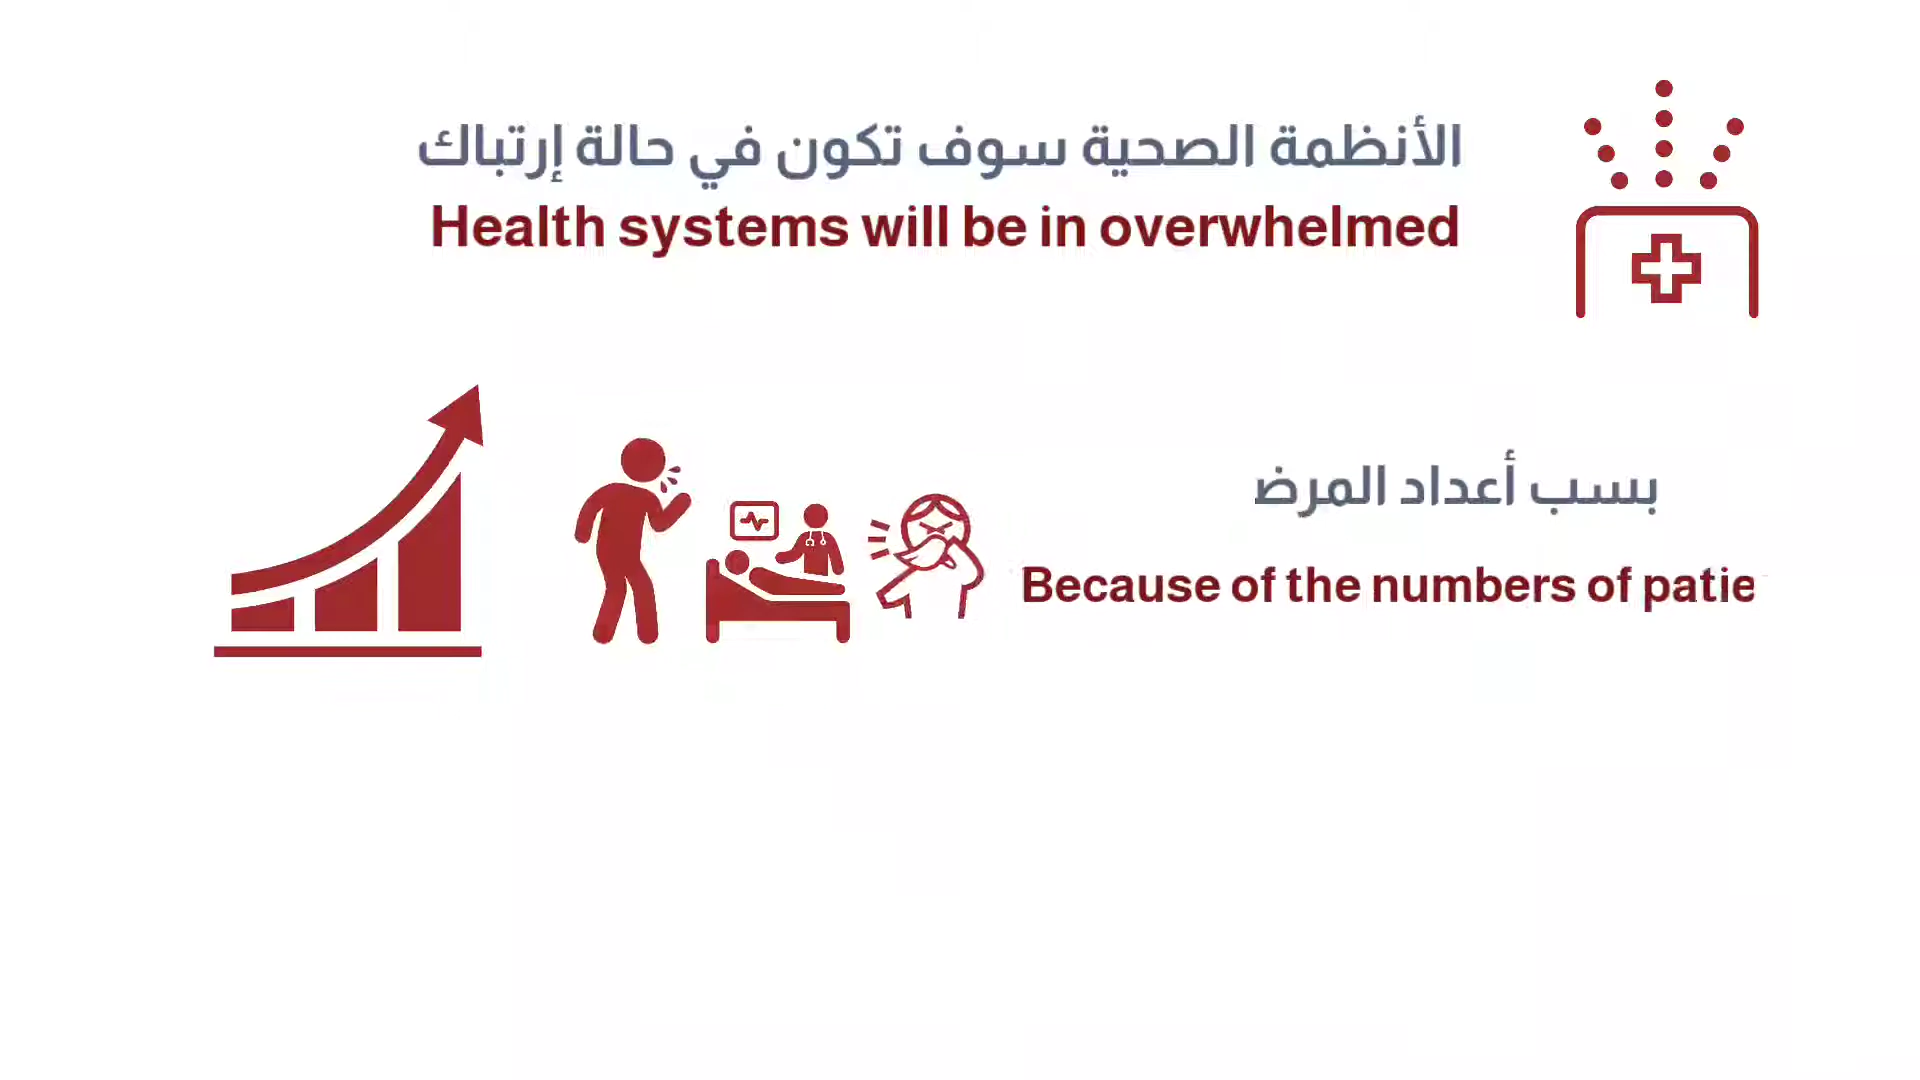 الأنظمة الصحية سوف تكون في حالة إرتباك
Health systems will be in overwhelmed
بسب أعداد المرض
Because of the numbers of patie